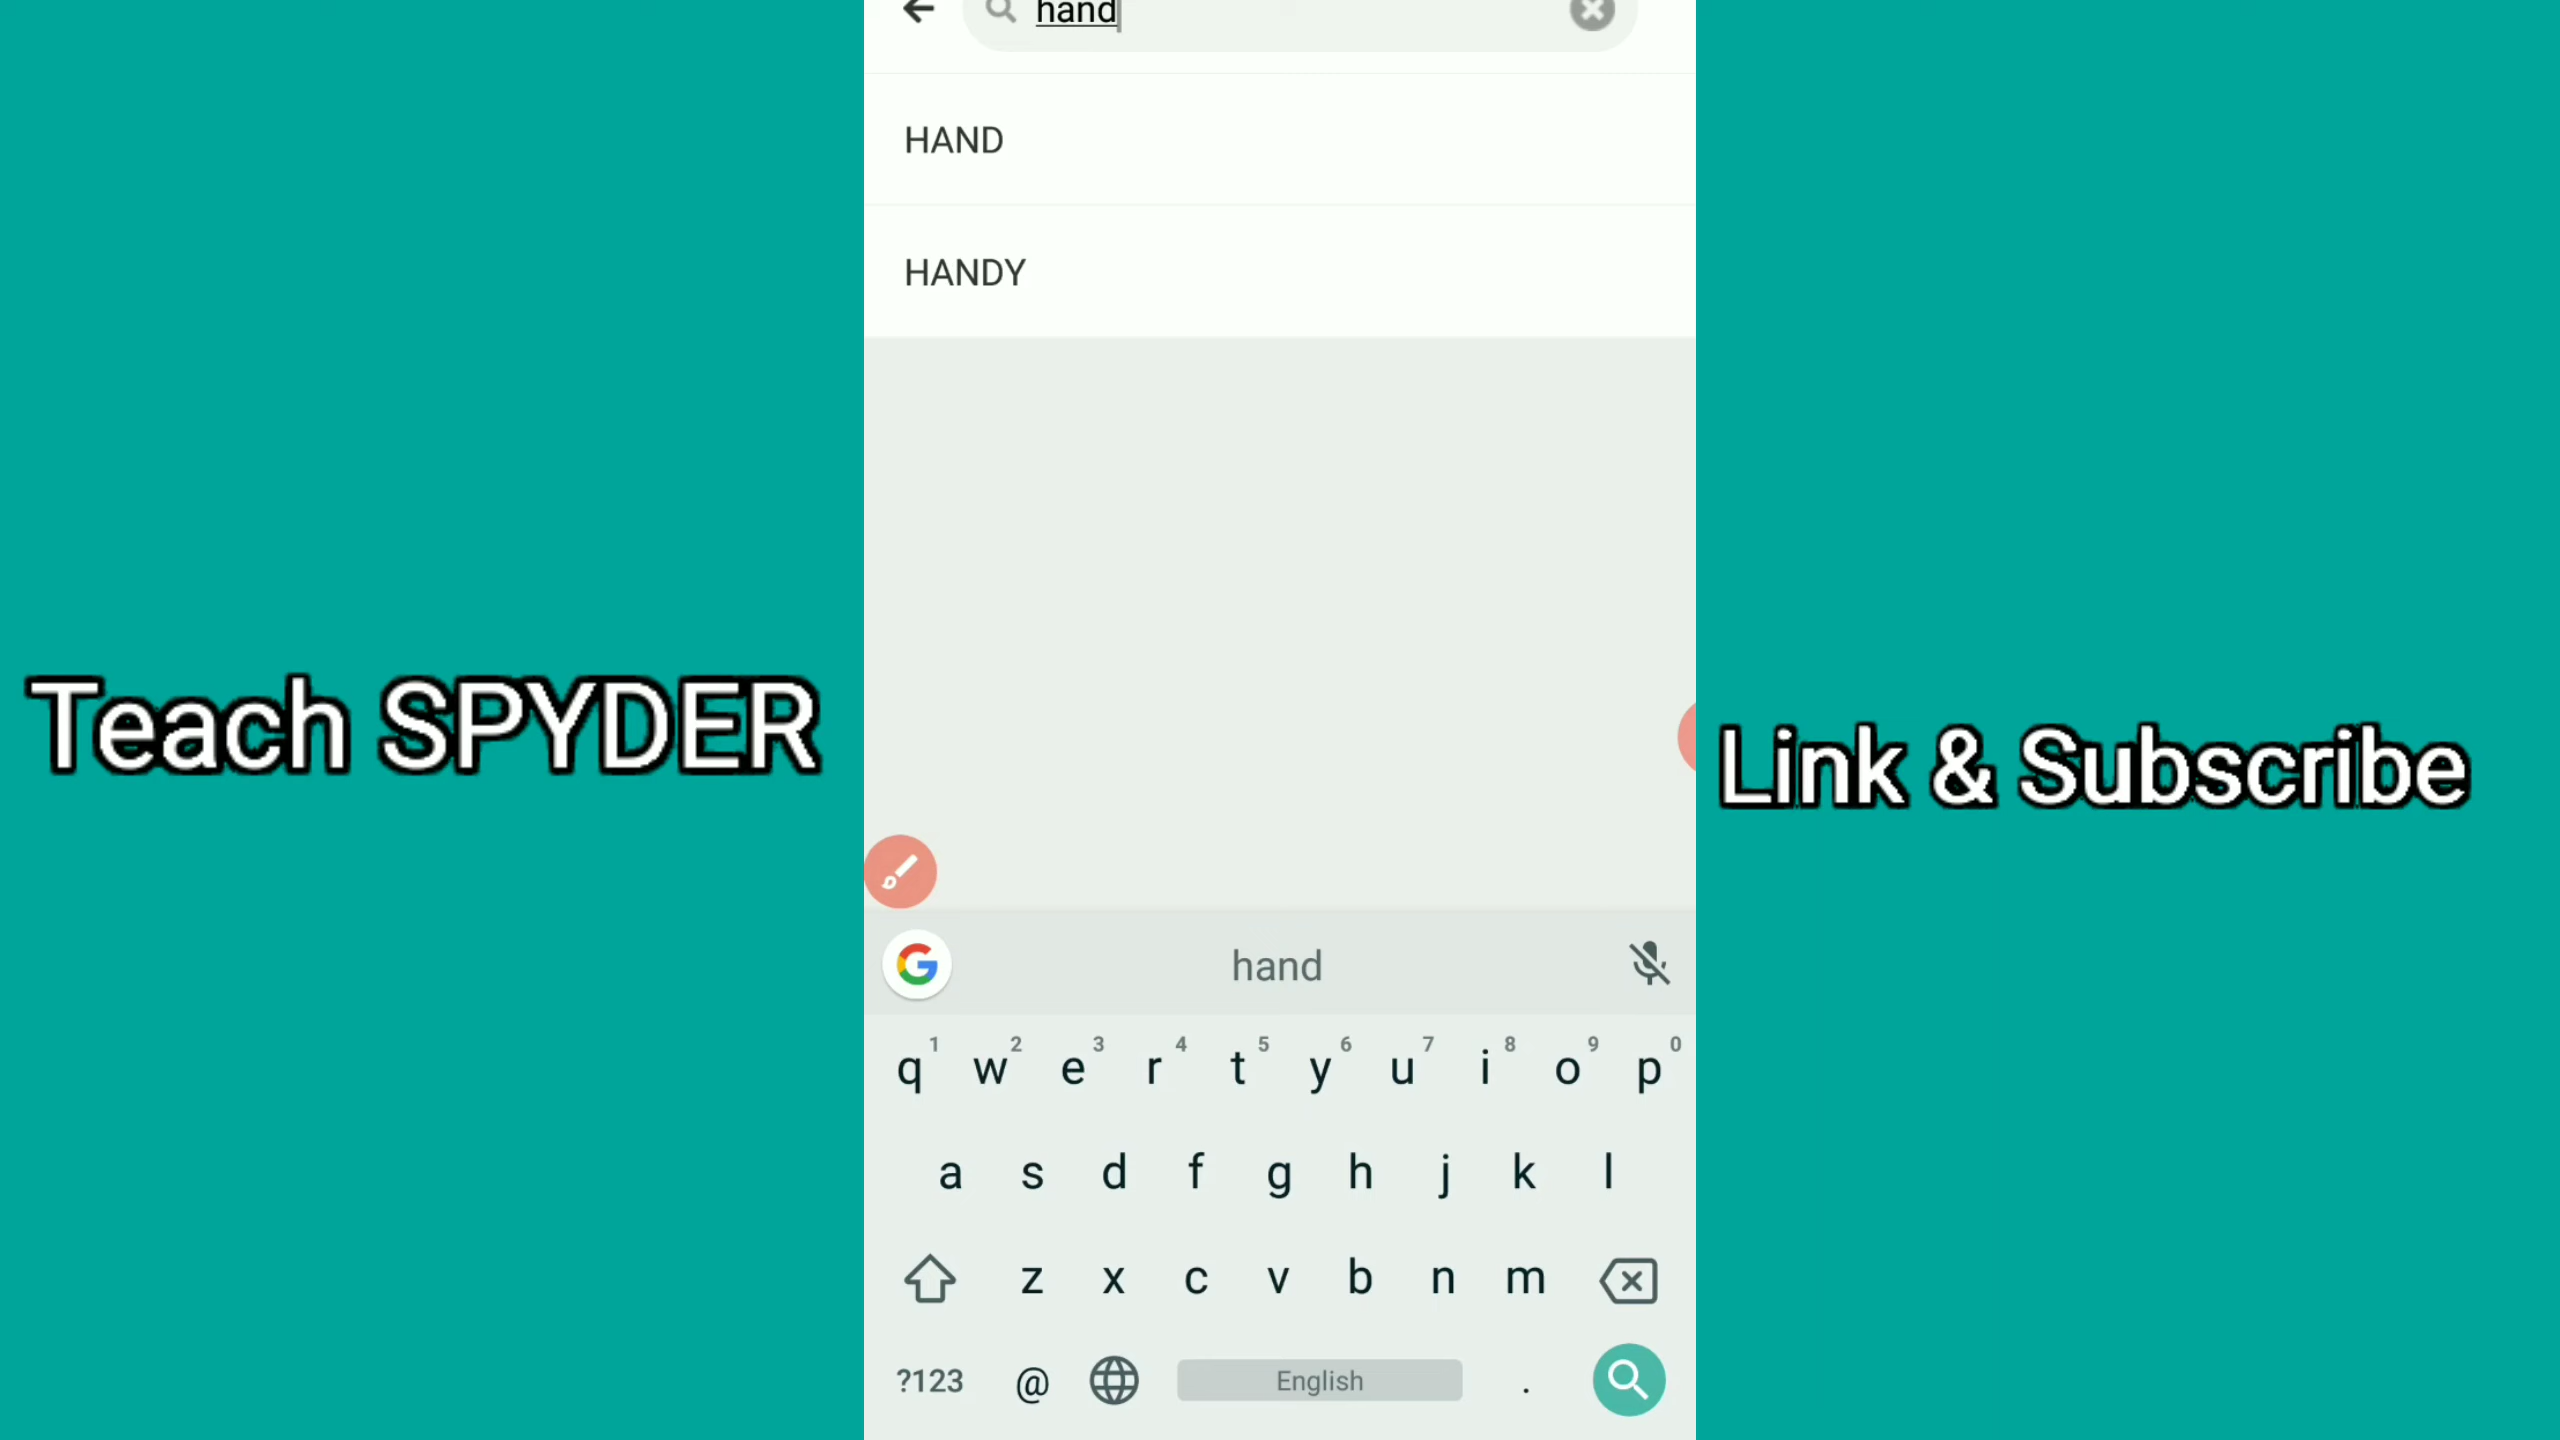 hand
HAND
HANDY
Teach SPYDER
Link & Subscribe
G
hand
q 1 w 2 e 3 r 4 t 5 y 6 u 7 i 8 o 9 p 0
a s d f g h j k l
z x c v b n m
?123 @ English .